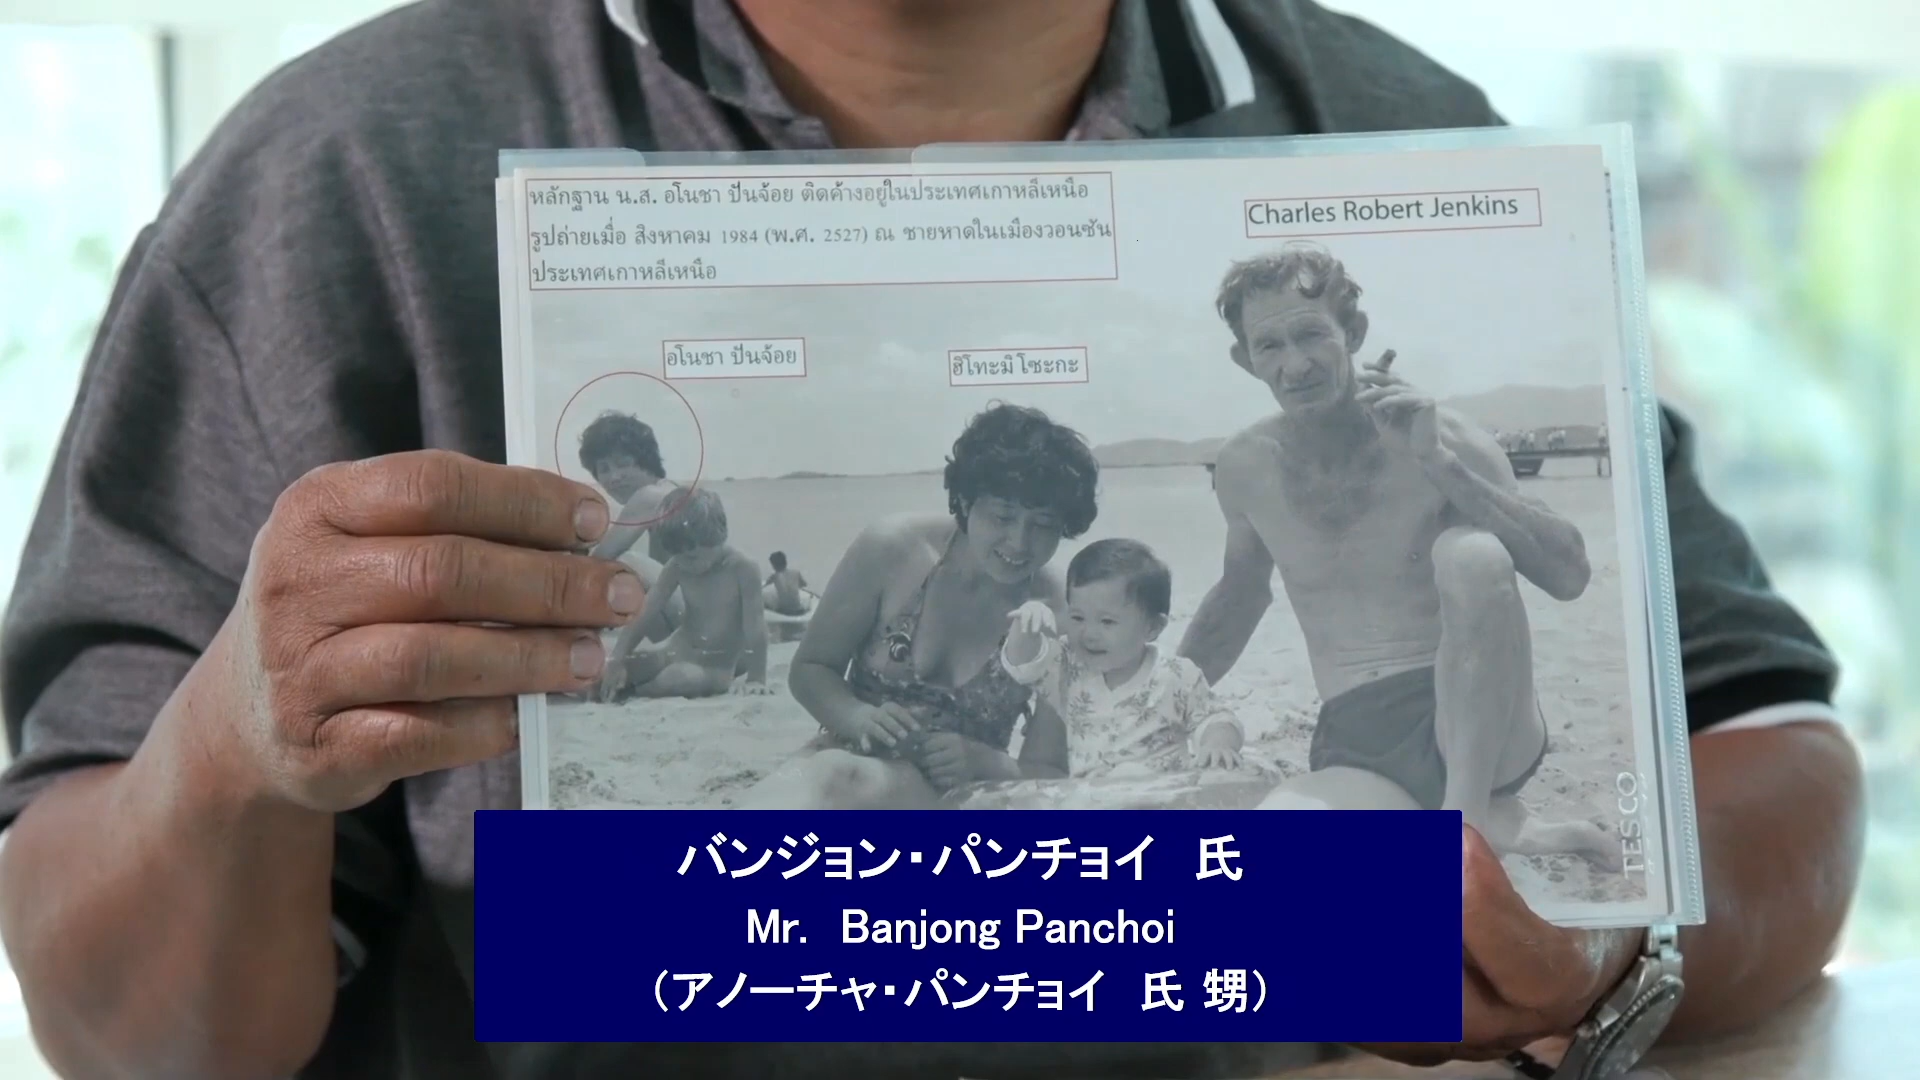 หลักฐาน น.ส. อโนชา ปันจ้อย ติดค้างอยู่ในประเทศเกาหลีเหนือ
รูปถ่ายเมื่อ สิงหาคม 1984 (พ.ศ. 2527) ณ ชายหาดในเมืองวอนซัน
ประเทศเกาหลีเหนือ
Charles Robert Jenkins
อโนชา ปันจ้อย
ฮิโทะมิ โซะกะ
TESCO
バンジョン・パンチョイ 氏
Mr. Banjong Panchoi
（アノーチャ・パンチョイ 氏 甥）